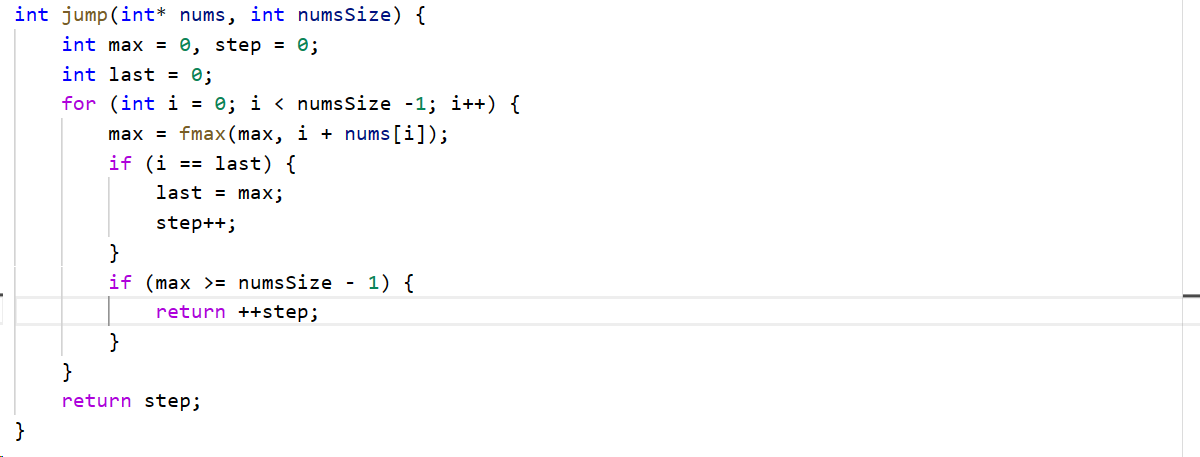 int jump(int* nums, int numsSize) {
    int max = 0, step = 0;
    int last = 0;
    for (int i = 0; i < numsSize -1; i++) {
        max = fmax(max, i + nums[i]);
        if (i == last) {
            last = max;
            step++;
        }
        if (max >= numsSize - 1) {
            return ++step;
        }
    }
    return step;
}